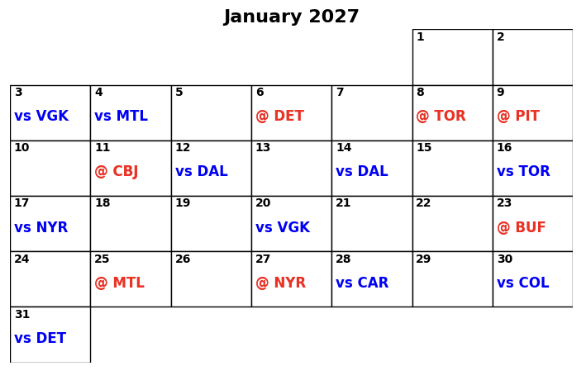 January 2027
1 2
3 4 5 6 7 8 9
vs VGK vs MTL @ DET @ TOR @ PIT
10 11 12 13 14 15 16
@ CBJ vs DAL vs DAL vs TOR
17 18 19 20 21 22 23
vs NYR vs VGK @ BUF
24 25 26 27 28 29 30
@ MTL @ NYR vs CAR vs COL
31
vs DET